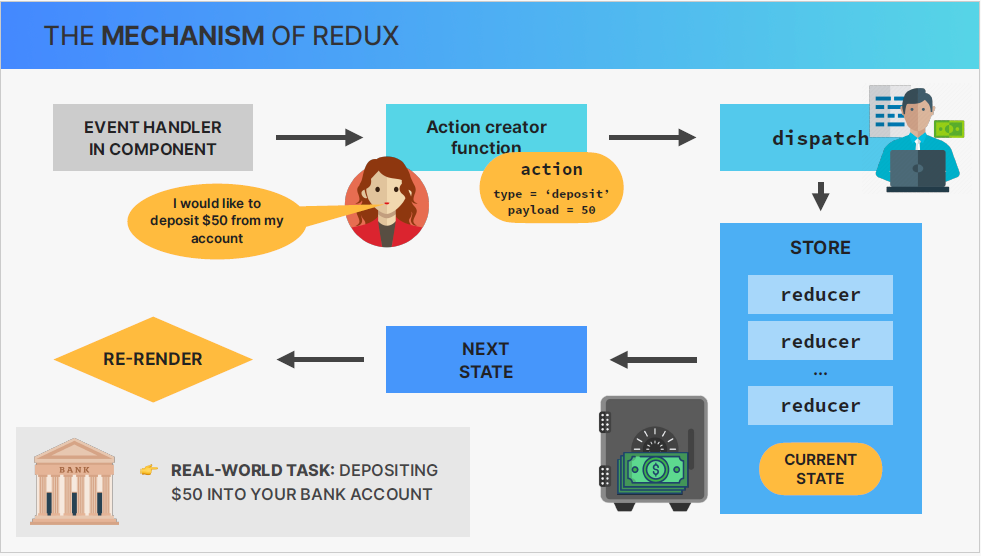 THE MECHANISM OF REDUX
EVENT HANDLER
IN COMPONENT
Action creator
function
dispatch
action
type = ‘deposit’
payload = 50
I would like to
deposit $50 from my
account
STORE
reducer
reducer
...
reducer
CURRENT
STATE
NEXT
STATE
RE-RENDER
BANK
👉 REAL-WORLD TASK: DEPOSITING
$50 INTO YOUR BANK ACCOUNT
$